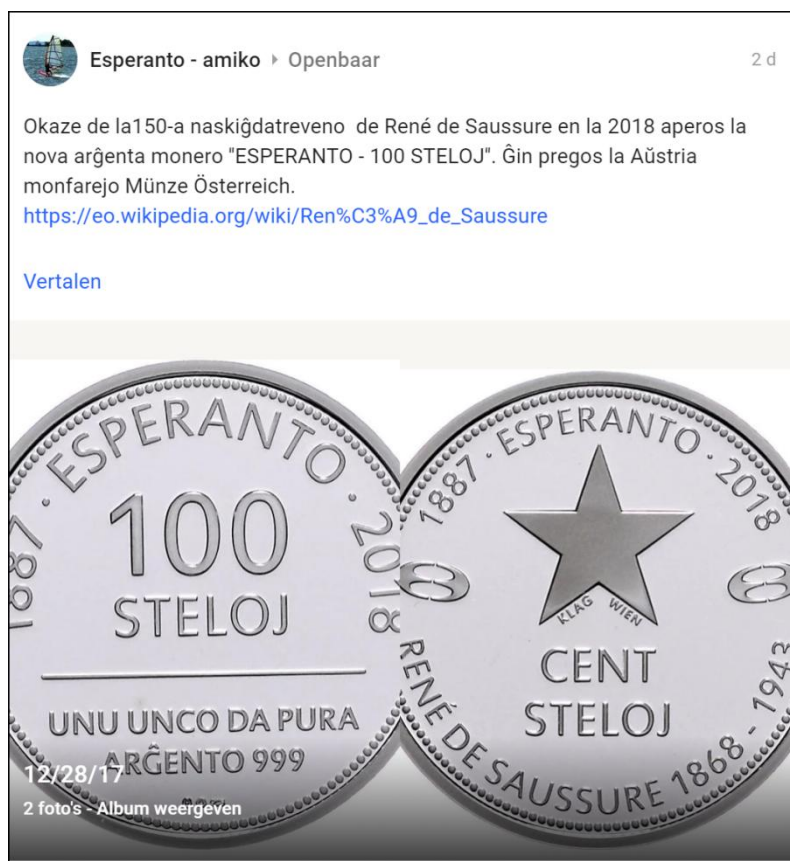 Esperanto - amiko ▸ Openbaar
2 d
Okaze de la150-a naskiĝdatreveno  de René de Saussure en la 2018 aperos la
nova arĝenta monero "ESPERANTO - 100 STELOJ". Ĝin pregos la Aŭstria
monfarejo Münze Österreich.
https://eo.wikipedia.org/wiki/Ren%C3%A9_de_Saussure
Vertalen
1887 · ESPERANTO · 2018
100
STELOJ
UNU UNCO DA PURA
ARĜENTO 999
1887 · ESPERANTO · 2018
KLAG WIEN
CENT
STELOJ
RENÉ DE SAUSSURE 1868 - 1943
12/28/17
2 foto's - Album weergeven